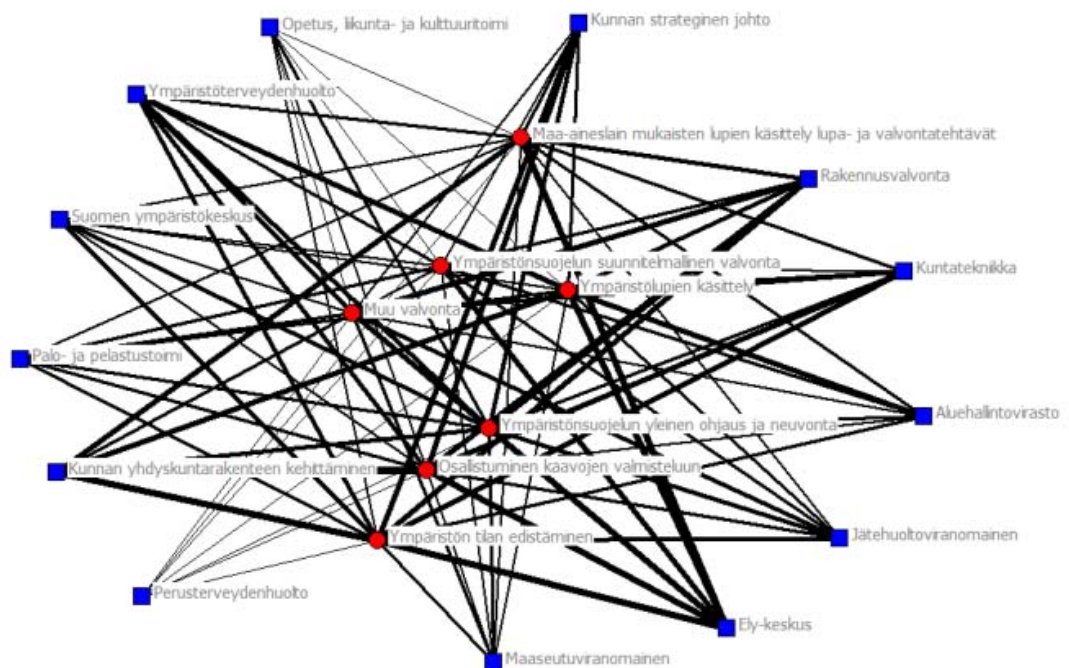 Opetus, liikunta- ja kulttuuritoimi
Kunnan strateginen johto
Ympäristöterveydenhuolto
Maa-aineslain mukaisten lupien käsittely lupa- ja valvontatehtävät
Rakennusvalvonta
Suomen ympäristökeskus
Ympäristönsuojelun suunnitelmallinen valvonta
Kuntatekniikka
Ympäristölupien käsittely
Muu valvonta
Palo- ja pelastustoimi
Aluehallintovirasto
Ympäristönsuojelun yleinen ohjaus ja neuvonta
Kunnan yhdyskuntarakenteen kehittäminen
Osallistuminen kaavojen valmisteluun
Ympäristön tilan edistäminen
Jätehuoltoviranomainen
Perusterveydenhuolto
Ely-keskus
Maaseutuviranomainen